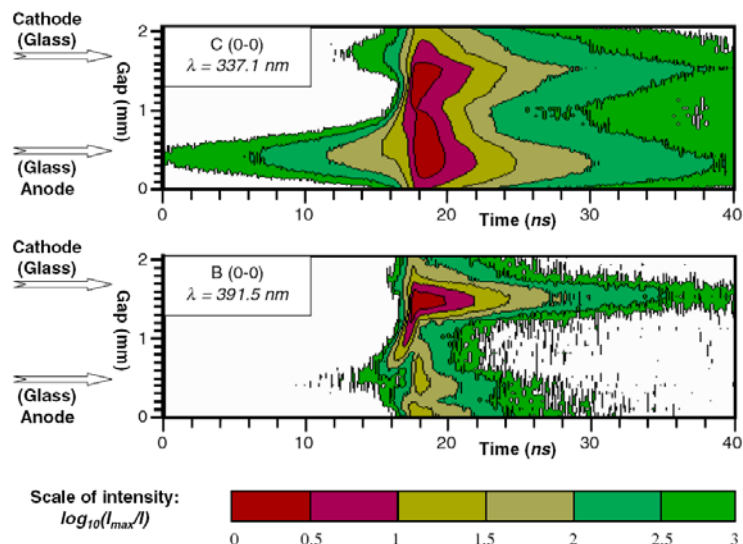 Cathode
(Glass)
(Glass)
Anode
Gap (mm)
2
1
0
C (0-0)
λ = 337.1 nm
0
10
20
30
40
Time (ns)
Cathode
(Glass)
(Glass)
Anode
Gap (mm)
2
1
0
B (0-0)
λ = 391.5 nm
0
10
20
30
40
Time (ns)
Scale of intensity:
log10(Imax/I)
0 0.5 1 1.5 2 2.5 3